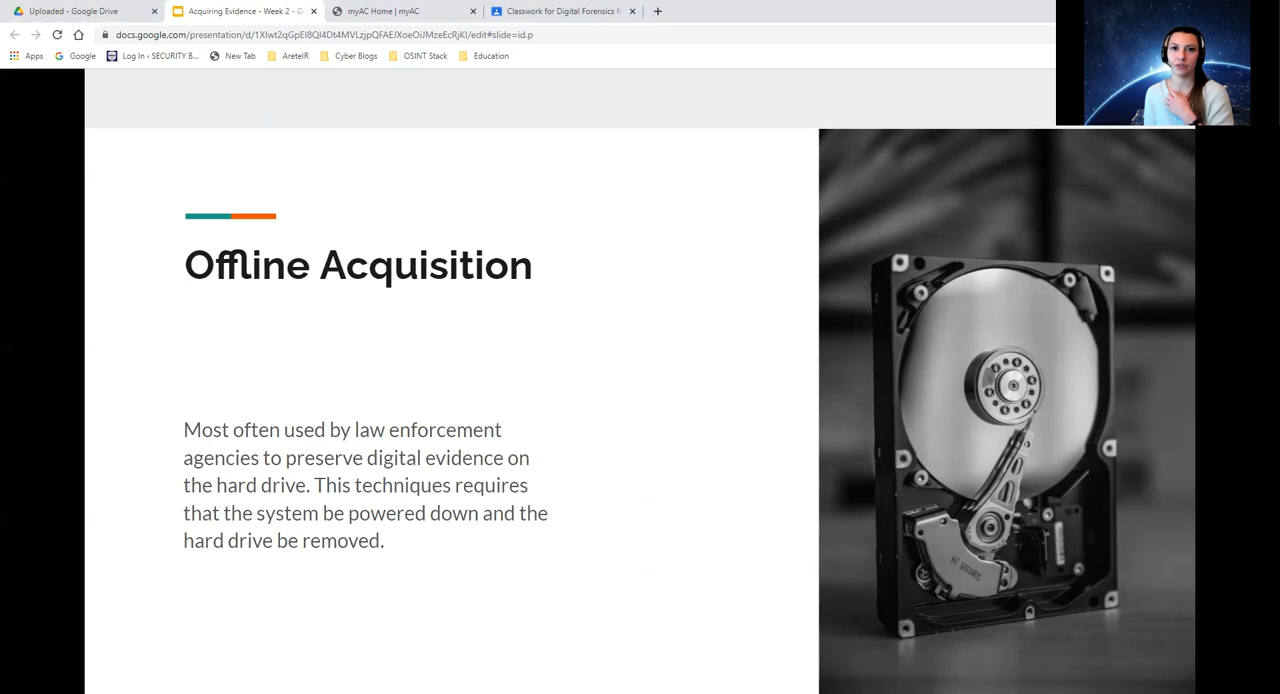 Uploaded - Google Drive
Acquiring Evidence - Week 2 - G
myAC Home | myAC
Classwork for Digital Forensics f
docs.google.com/presentation/d/1XIwt2qGpEI8QI4Dt4MVLzjpQFAEJXoeOiJMzeEcRjKI/edit#slide=id.p
Apps
Google
Log In ‹ SECURITY B...
New Tab
AreteIR
Cyber Blogs
OSINT Stack
Education
Offline Acquisition
Most often used by law enforcement
agencies to preserve digital evidence on
the hard drive. This techniques requires
that the system be powered down and the
hard drive be removed.